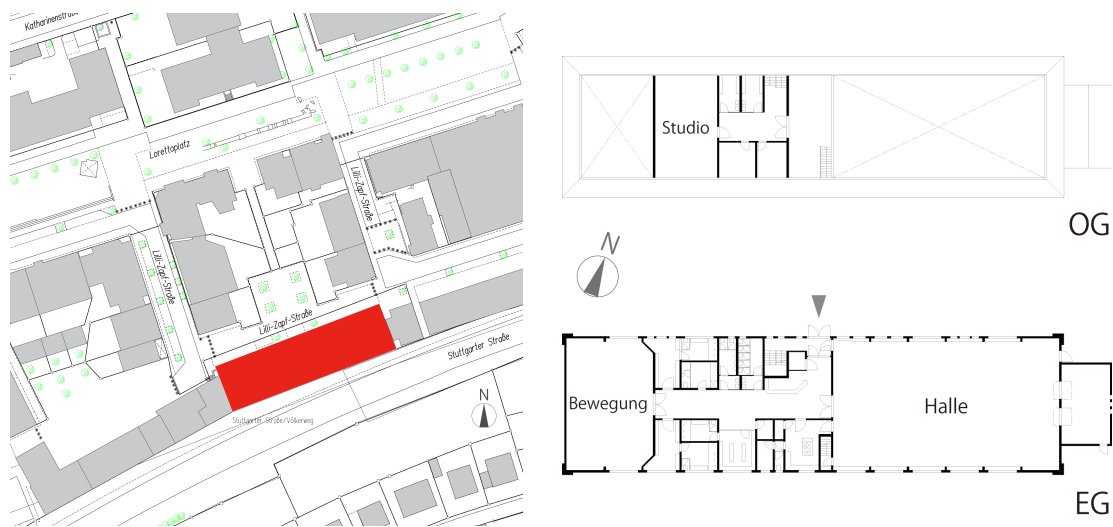 Katharinenstraße
Lorettoplatz
Lilli-Zapf-Straße
Lilli-Zapf-Straße
Lilli-Zapf-Straße
Stuttgarter Straße
Stuttgarter Straße/Völkerweg
N
Studio
OG
N
Bewegung
Halle
EG